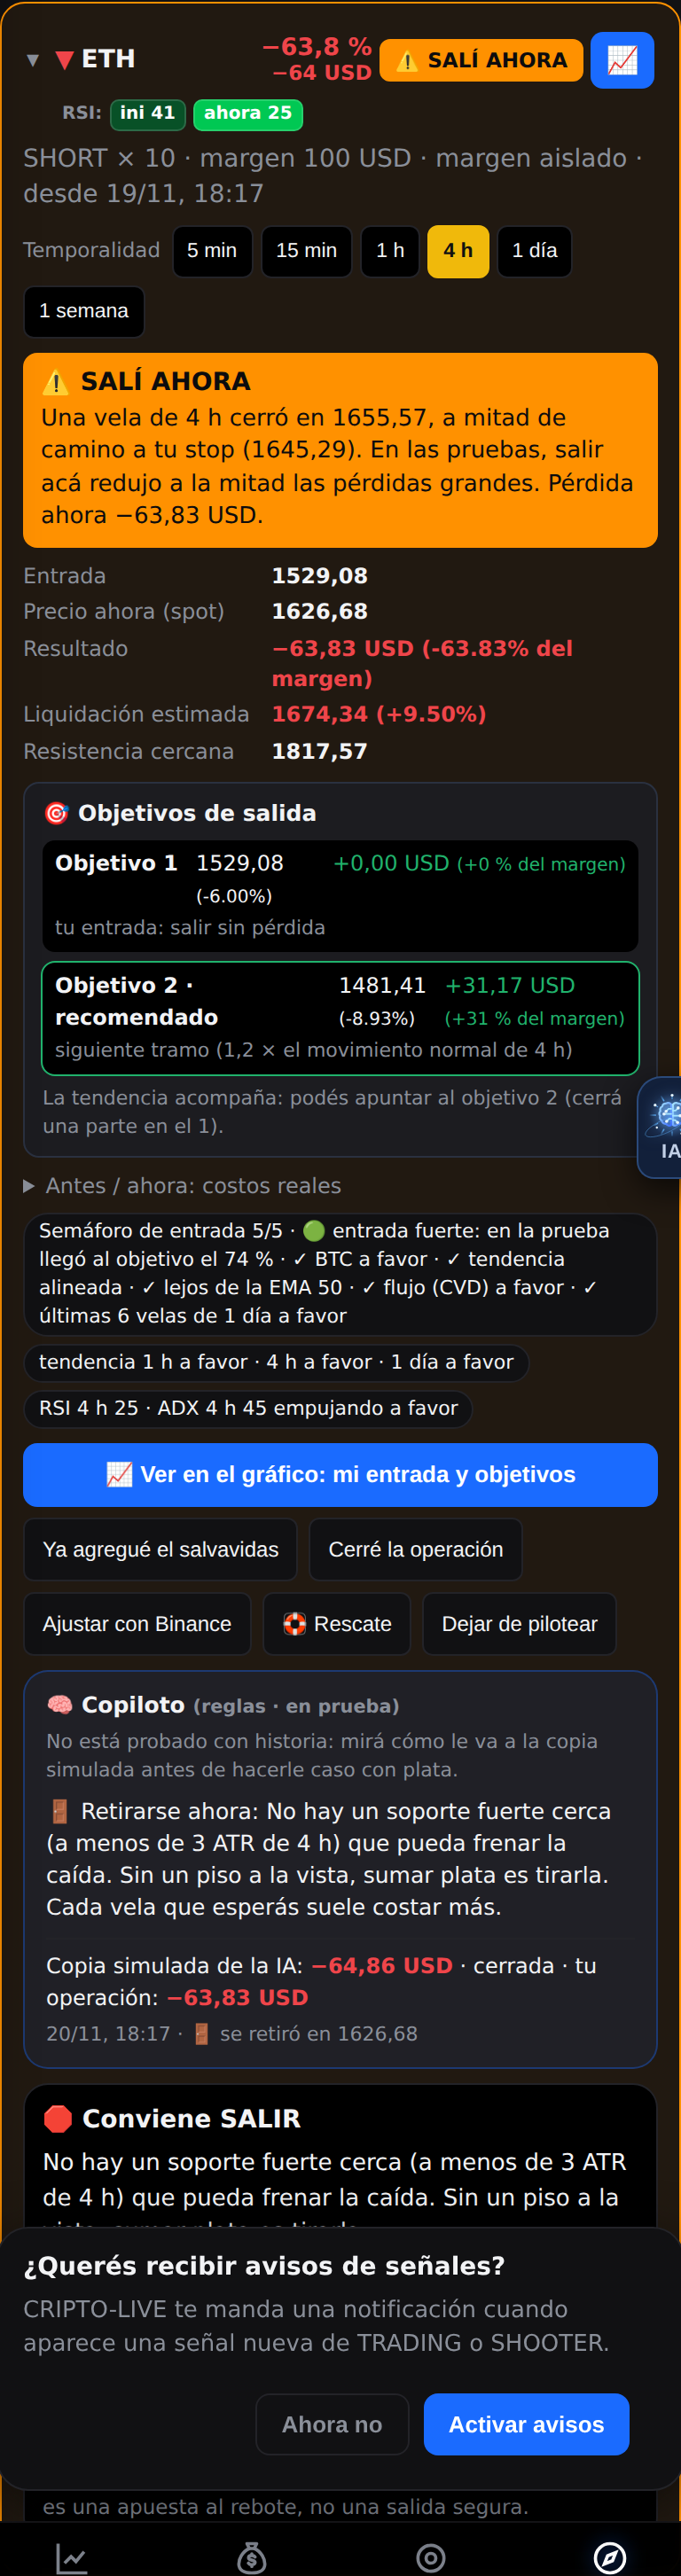 ETH
−63,8 %
−64 USD
⚠️ SALÍ AHORA
RSI: ini 41 ahora 25
SHORT × 10 · margen 100 USD · margen aislado ·
desde 19/11, 18:17
Temporalidad 5 min 15 min 1 h 4 h 1 día
1 semana
⚠️ SALÍ AHORA
Una vela de 4 h cerró en 1655,57, a mitad de
camino a tu stop (1645,29). En las pruebas, salir
acá redujo a la mitad las pérdidas grandes. Pérdida
ahora −63,83 USD.
Entrada 1529,08
Precio ahora (spot) 1626,68
Resultado −63,83 USD (-63.83% del
margen)
Liquidación estimada 1674,34 (+9.50%)
Resistencia cercana 1817,57
🎯 Objetivos de salida
Objetivo 1 1529,08 +0,00 USD (+0 % del margen)
(-6.00%)
tu entrada: salir sin pérdida
Objetivo 2 · 1481,41 +31,17 USD
recomendado (-8.93%) (+31 % del margen)
siguiente tramo (1,2 × el movimiento normal de 4 h)
La tendencia acompaña: podés apuntar al objetivo 2 (cerrá
una parte en el 1).
IA
▶ Antes / ahora: costos reales
Semáforo de entrada 5/5 · 🟢 entrada fuerte: en la prueba
llegó al objetivo el 74 % · ✓ BTC a favor · ✓ tendencia
alineada · ✓ lejos de la EMA 50 · ✓ flujo (CVD) a favor · ✓
últimas 6 velas de 1 día a favor
tendencia 1 h a favor · 4 h a favor · 1 día a favor
RSI 4 h 25 · ADX 4 h 45 empujando a favor
📈 Ver en el gráfico: mi entrada y objetivos
Ya agregué el salvavidas Cerré la operación
Ajustar con Binance 🛟 Rescate Dejar de pilotear
🧠 Copiloto (reglas · en prueba)
No está probado con historia: mirá cómo le va a la copia
simulada antes de hacerle caso con plata.
🚪 Retirarse ahora: No hay un soporte fuerte cerca
(a menos de 3 ATR de 4 h) que pueda frenar la
caída. Sin un piso a la vista, sumar plata es tirarla.
Cada vela que esperás suele costar más.
Copia simulada de la IA: −64,86 USD · cerrada · tu
operación: −63,83 USD
20/11, 18:17 · 🚪 se retiró en 1626,68
🛑 Conviene SALIR
No hay un soporte fuerte cerca (a menos de 3 ATR
de 4 h) que pueda frenar la caída. Sin un piso a la
¿Querés recibir avisos de señales?
CRIPTO-LIVE te manda una notificación cuando
aparece una señal nueva de TRADING o SHOOTER.
Ahora no Activar avisos
es una apuesta al rebote, no una salida segura.